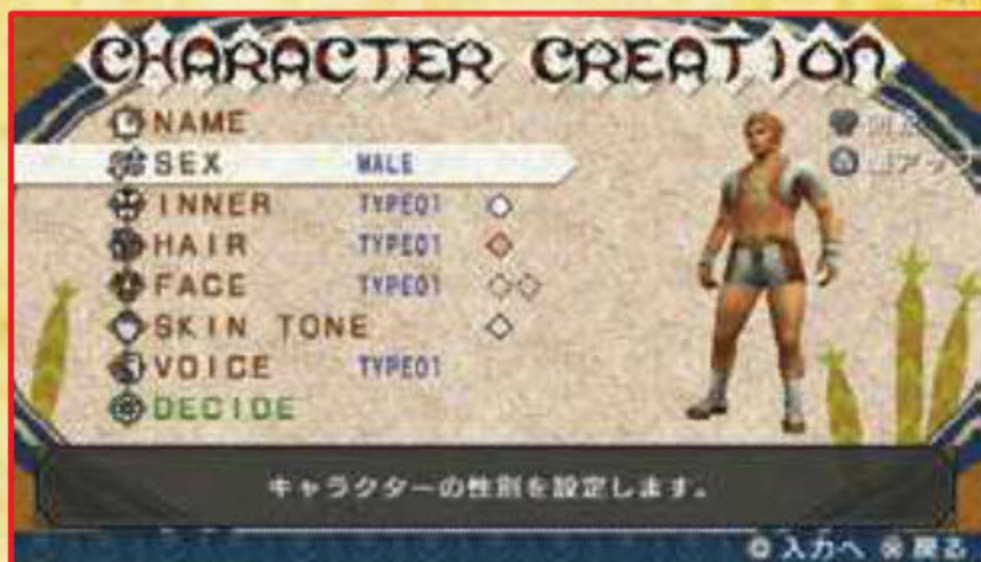 CHARACTER CREATION
NAME
SEX MALE
INNER TYPE01
HAIR TYPE01
FACE TYPE01
SKIN TONE
VOICE TYPE01
DECIDE
キャラクターの性別を設定します。
入力へ 戻る